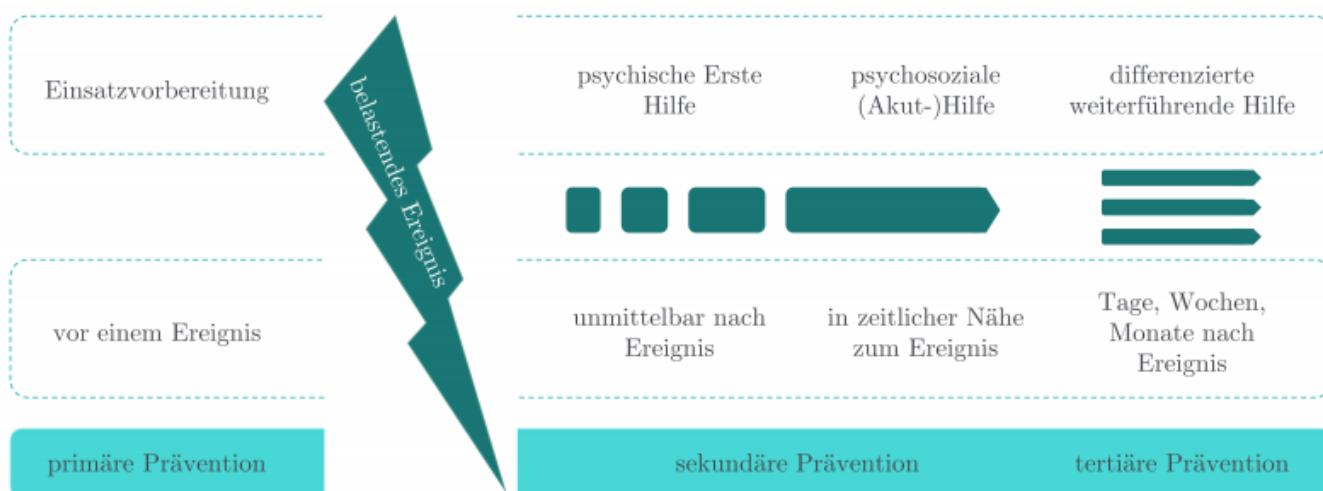 Einsatzvorbereitung
belastendes Ereignis
psychische Erste
Hilfe
psychosoziale
(Akut-)Hilfe
differenzierte
weiterführende Hilfe
vor einem Ereignis
unmittelbar nach
Ereignis
in zeitlicher Nähe
zum Ereignis
Tage, Wochen,
Monate nach
Ereignis
primäre Prävention
sekundäre Prävention
tertiäre Prävention